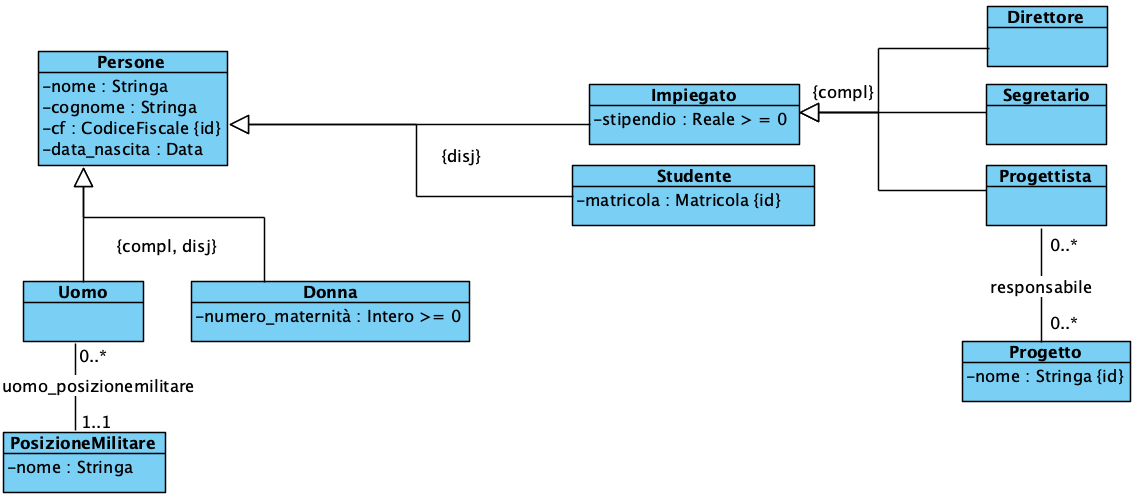 Direttore
Persone
-nome : Stringa
-cognome : Stringa
-cf : CodiceFiscale {id}
-data_nascita : Data
{compl}
Impiegato
-stipendio : Reale > = 0
Segretario
{disj}
Studente
-matricola : Matricola {id}
Progettista
{compl, disj}
0..*
responsabile
0..*
Uomo
Donna
-numero_maternità : Intero >= 0
0..*
uomo_posizionemilitare
1..1
Progetto
-nome : Stringa {id}
PosizioneMilitare
-nome : Stringa